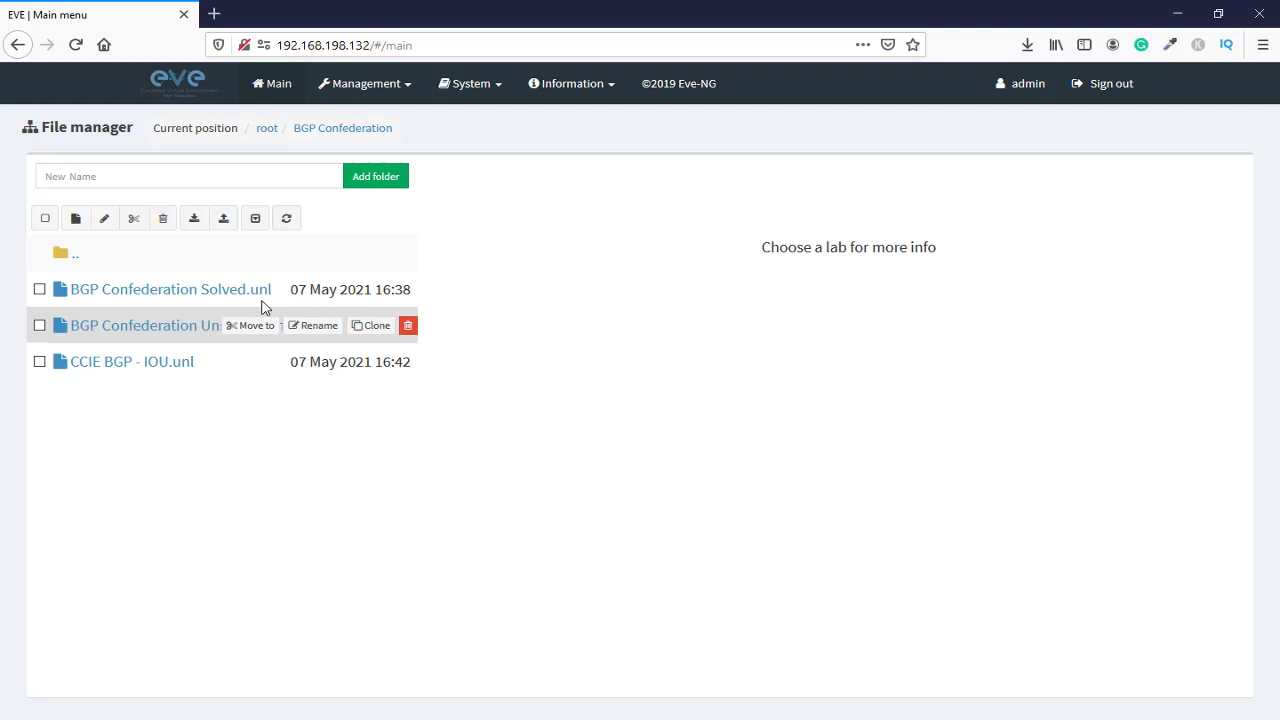 EVE | Main menu
192.168.198.132/#/main
eve
Main
Management
System
Information
©2019 Eve-NG
admin
Sign out
File manager
Current position / root / BGP Confederation
New Name
Add folder
..
BGP Confederation Solved.unl 07 May 2021 16:38
BGP Confederation Un Move to Rename Clone
CCIE BGP - IOU.unl 07 May 2021 16:42
Choose a lab for more info